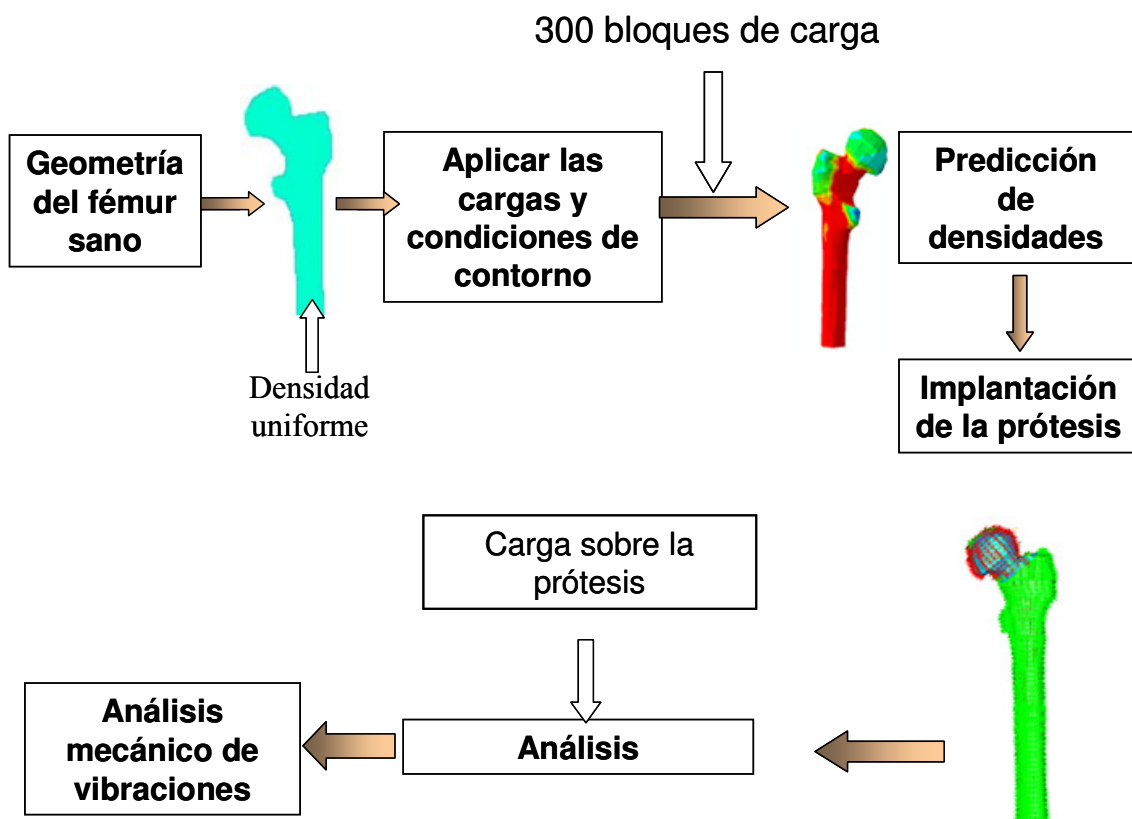 300 bloques de carga
Geometría
del fémur
sano
Aplicar las
cargas y
condiciones de
contorno
Predicción
de
densidades
Densidad
uniforme
Implantación
de la prótesis
Carga sobre la
prótesis
Análisis
Análisis
mecánico de
vibraciones